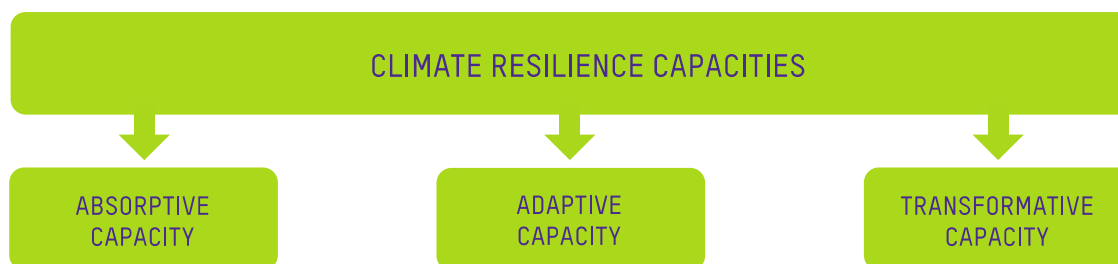 CLIMATE RESILIENCE CAPACITIES
ABSORPTIVE
CAPACITY
ADAPTIVE
CAPACITY
TRANSFORMATIVE
CAPACITY